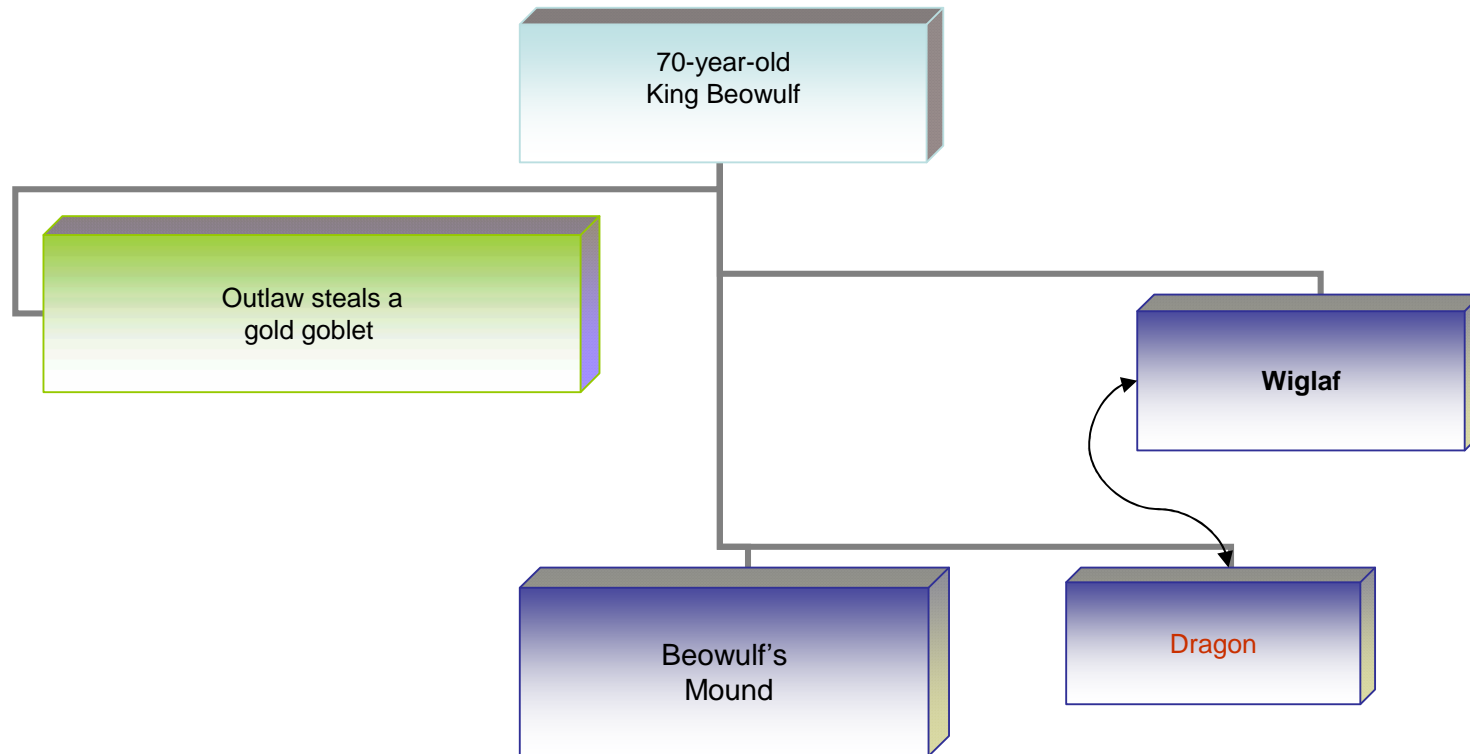 70-year-old
King Beowulf
Outlaw steals a
gold goblet
Wiglaf
Beowulf’s
Mound
Dragon